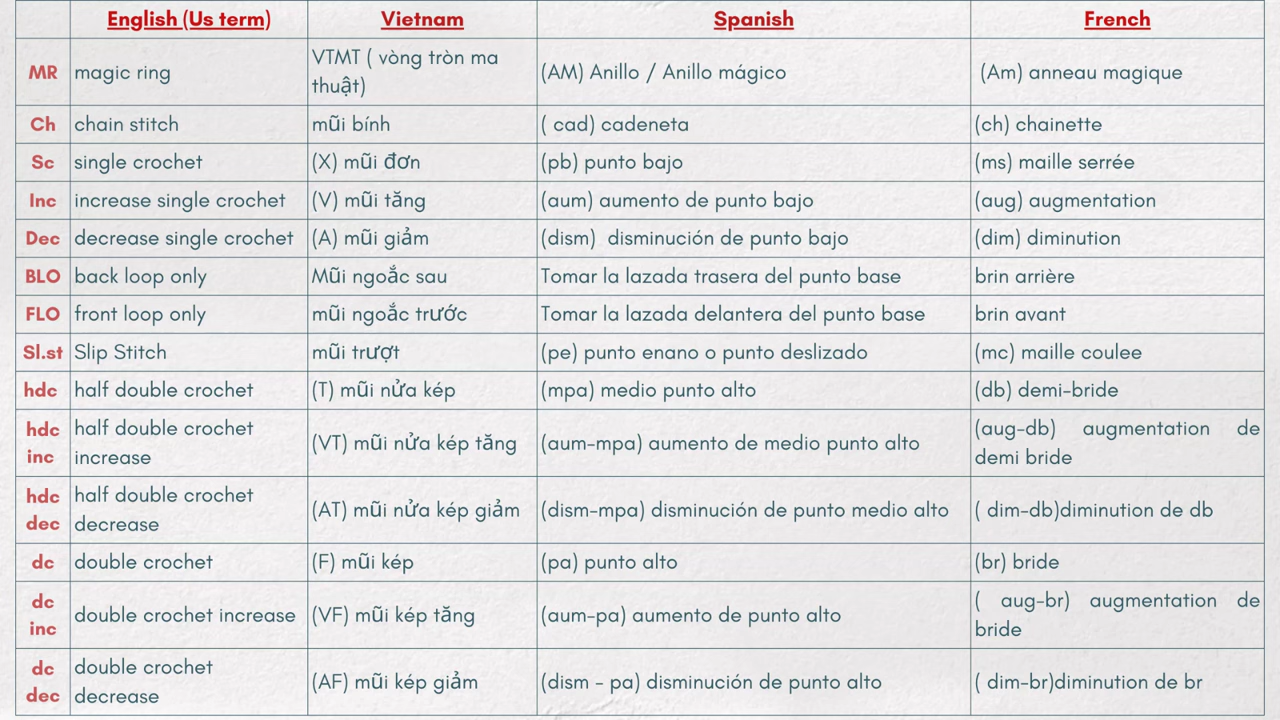 English (Us term) Vietnam Spanish French
MR magic ring VTMT ( vòng tròn ma thuật) (AM) Anillo / Anillo mágico (Am) anneau magique
Ch chain stitch mũi bính ( cad) cadeneta (ch) chainette
Sc single crochet (X) mũi đơn (pb) punto bajo (ms) maille serrée
Inc increase single crochet (V) mũi tăng (aum) aumento de punto bajo (aug) augmentation
Dec decrease single crochet (A) mũi giảm (dism) disminución de punto bajo (dim) diminution
BLO back loop only Mũi ngoắc sau Tomar la lazada trasera del punto base brin arrière
FLO front loop only mũi ngoắc trước Tomar la lazada delantera del punto base brin avant
Sl.st Slip Stitch mũi trượt (pe) punto enano o punto deslizado (mc) maille coulee
hdc half double crochet (T) mũi nửa kép (mpa) medio punto alto (db) demi-bride
hdc inc half double crochet increase (VT) mũi nửa kép tăng (aum-mpa) aumento de medio punto alto (aug-db) augmentation de demi bride
hdc dec half double crochet decrease (AT) mũi nửa kép giảm (dism-mpa) disminución de punto medio alto ( dim-db)diminution de db
dc double crochet (F) mũi kép (pa) punto alto (br) bride
dc inc double crochet increase (VF) mũi kép tăng (aum-pa) aumento de punto alto ( aug-br) augmentation de bride
dc dec double crochet decrease (AF) mũi kép giảm (dism - pa) disminución de punto alto ( dim-br)diminution de br